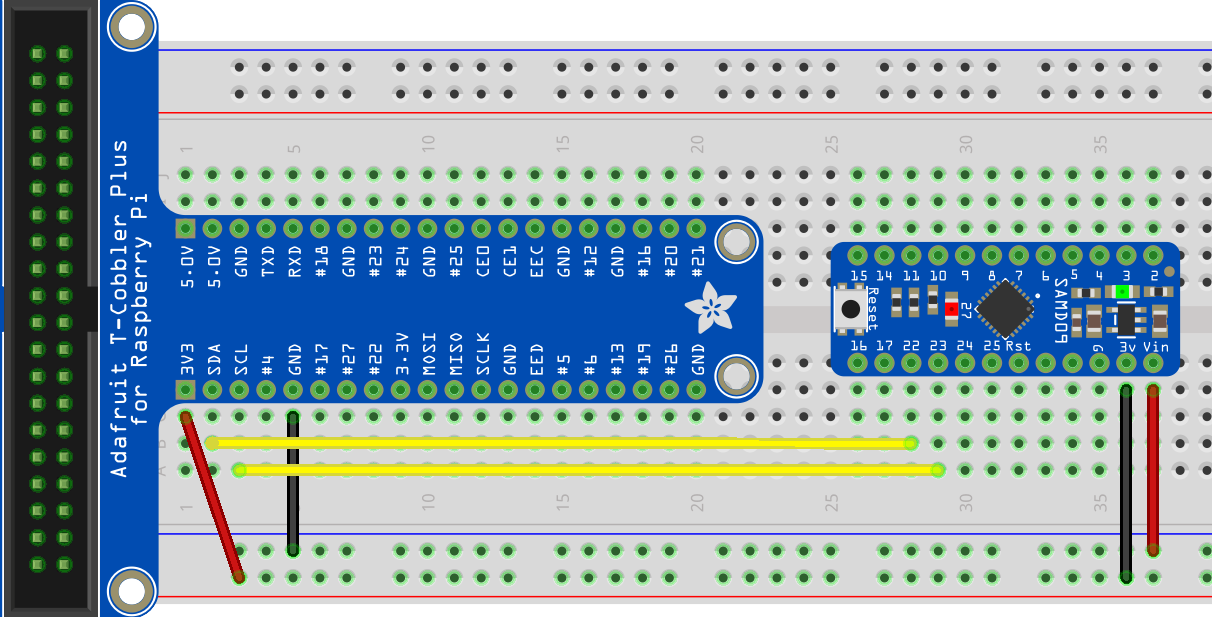 Adafruit T-Cobbler Plus
for Raspberry Pi
1 5 10 15 20 25 30 35
J
5.0V 5.0V GND TXD RXD #18 GND #23 #24 GND #25 CE0 CE1 EEC GND #12 GND #16 #20 #21
3V3 SDA SCL #4 GND #17 #27 #22 3.3V MOSI MISO SCLK GND EED #5 #6 #13 #19 #26 GND
15 14 11 10 9 8 7 6 5 4 3 2
Reset
27
SAMD09
16 17 22 23 24 25 Rst G 3v Vin
B
A
1 10 15 20 25 30 35